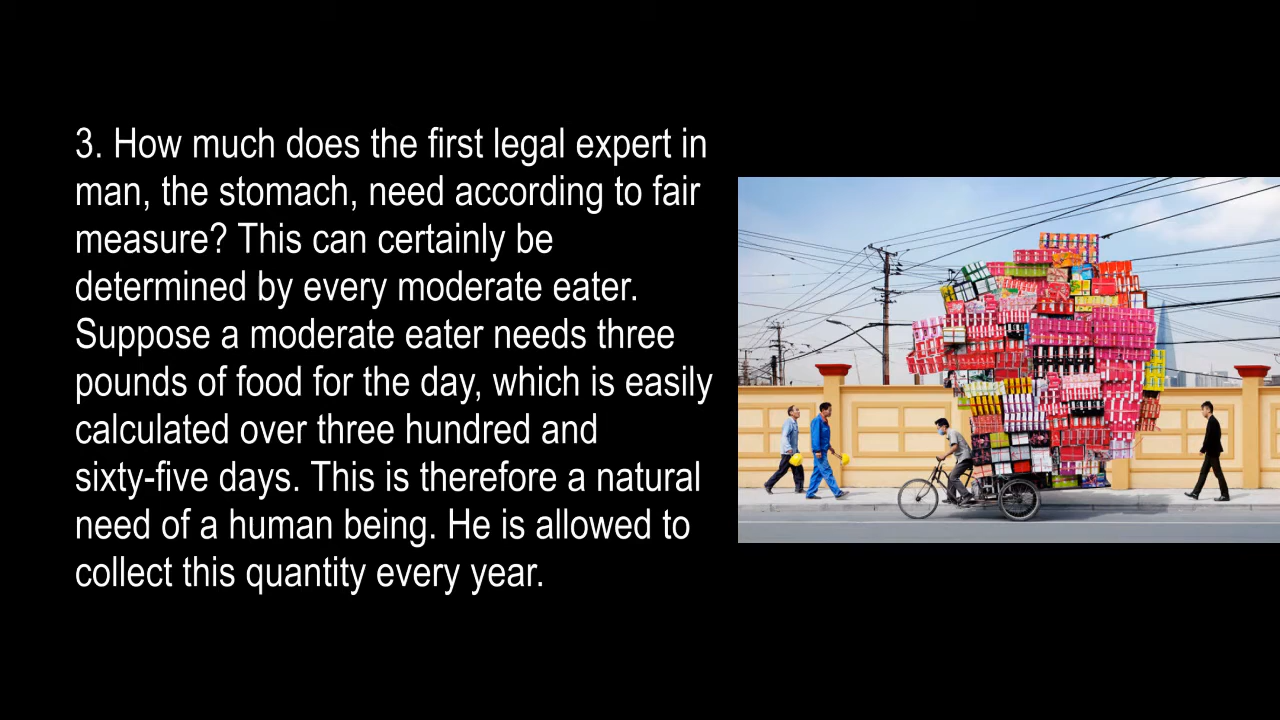 3. How much does the first legal expert in
man, the stomach, need according to fair
measure? This can certainly be
determined by every moderate eater.
Suppose a moderate eater needs three
pounds of food for the day, which is easily
calculated over three hundred and
sixty-five days. This is therefore a natural
need of a human being. He is allowed to
collect this quantity every year.